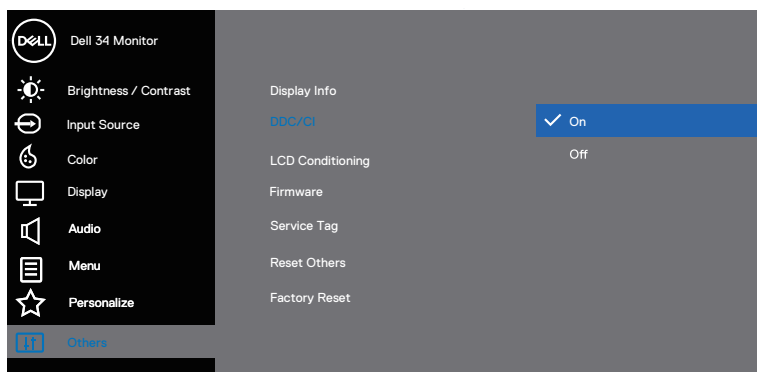 DELL
Dell 34 Monitor
Brightness / Contrast
Input Source
Color
Display
Audio
Menu
Personalize
Others
Display Info
DDC/CI
LCD Conditioning
Firmware
Service Tag
Reset Others
Factory Reset
On
Off